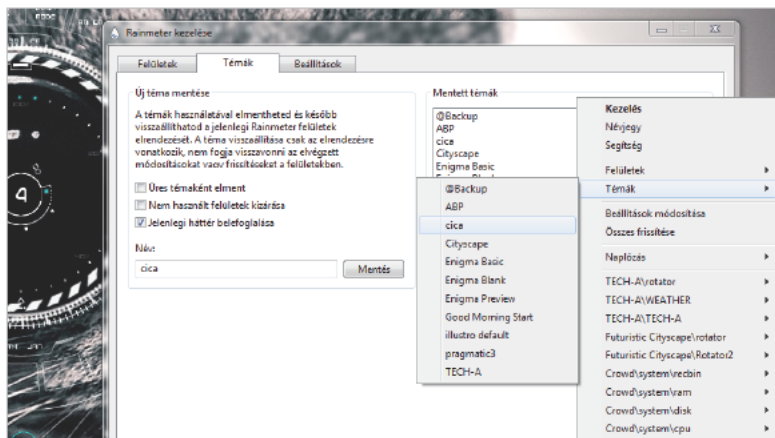 Rainmeter kezelése
Felületek
Témák
Beállítások
Új téma mentése
A témák használatával elmentheted és később
visszaállíthatod a jelenlegi Rainmeter felületek
elrendezését. A téma visszaállítása csak az elrendezésre
vonatkozik, nem fogja visszavonni az elvégzett
módosításokat vagy frissítéseket a felületekben.
Üres témaként elment
Nem használt felületek kizárása
Jelenlegi háttér belefoglalása
Név:
cica
Mentés
Mentett témák
@Backup
ABP
cica
Cityscape
Enigma Basic
@Backup
ABP
cica
Cityscape
Enigma Basic
Enigma Blank
Enigma Preview
Good Morning Start
illustro default
pragmatic3
TECH-A
Kezelés
Névjegy
Segítség
Felületek
Témák
Beállítások módosítása
Összes frissítése
Naplózás
TECH-A\rotator
TECH-A\WEATHER
TECH-A\TECH-A
Futuristic Cityscape\rotator
Futuristic Cityscape\Rotator2
Crowd\system\recbin
Crowd\system\ram
Crowd\system\disk
Crowd\system\cpu